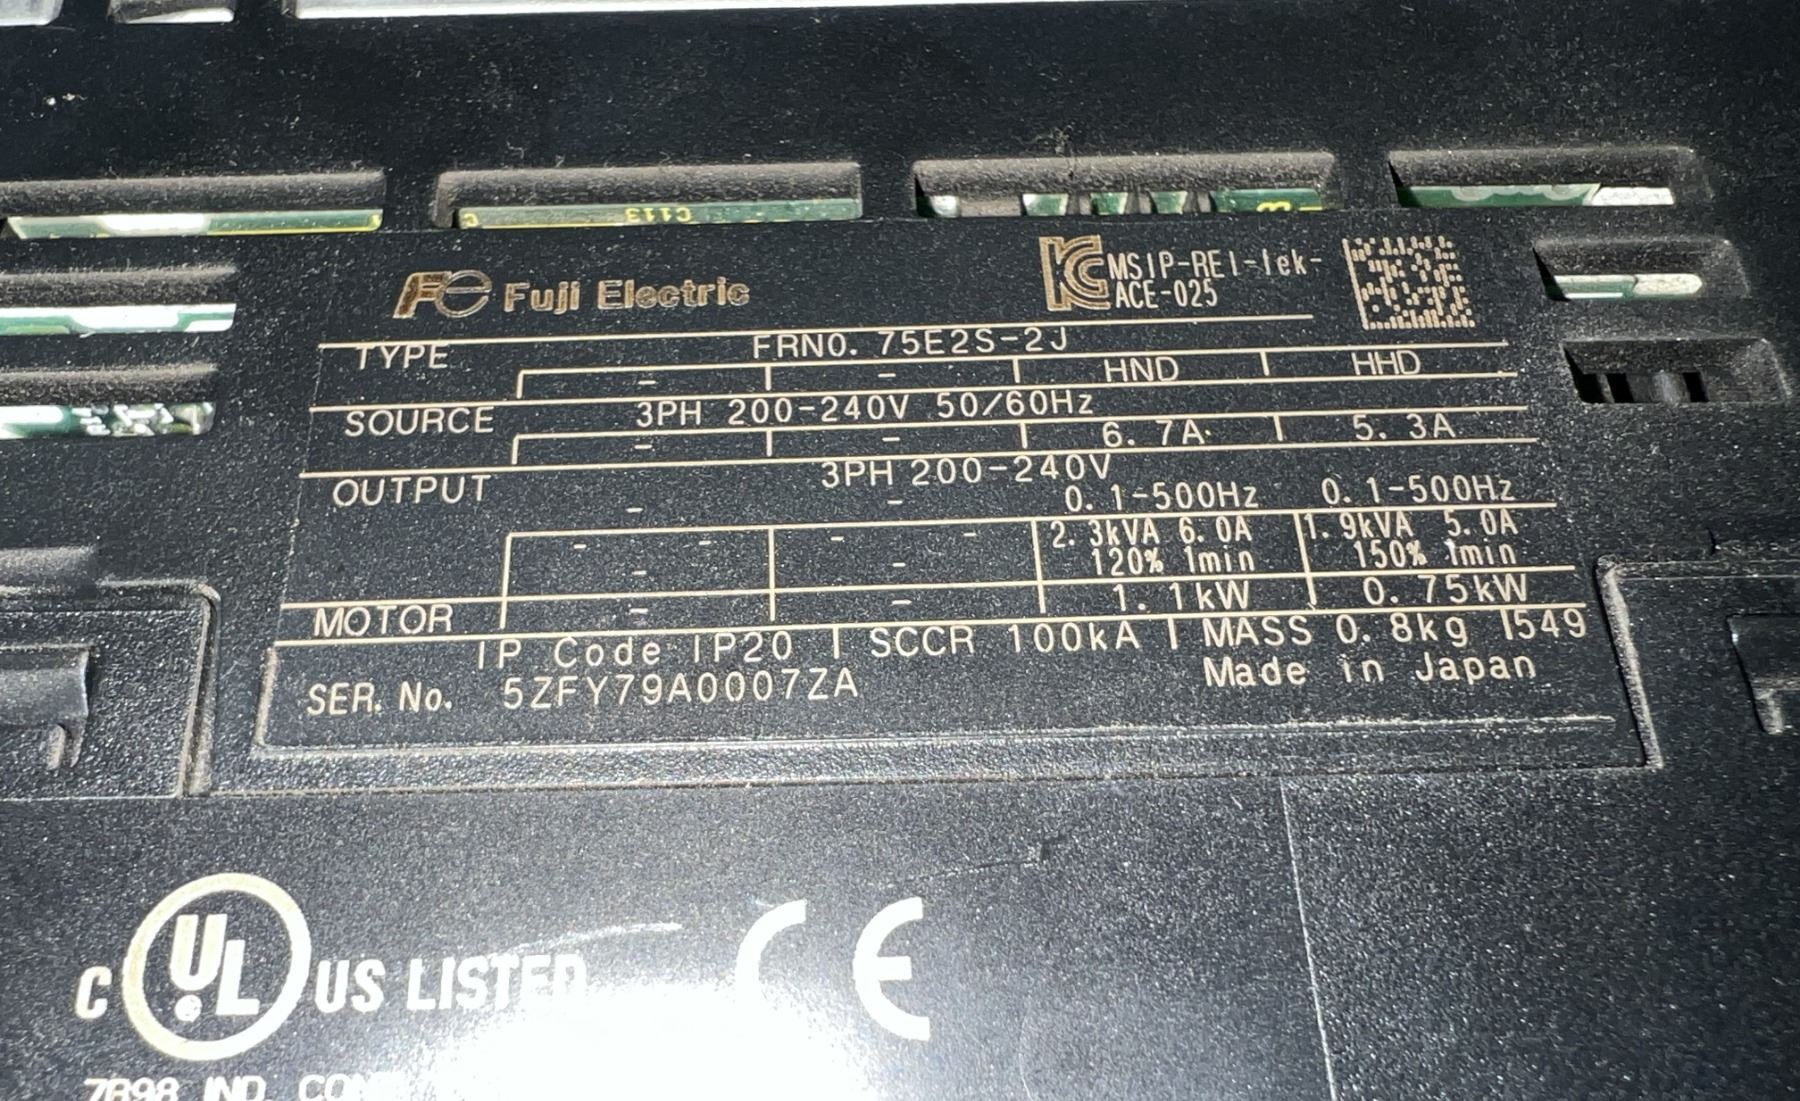 C113
Fe Fuji Electric
MSIP-REI-Iek-
ACE-025
TYPE FRN0.75E2S-2J
- - HND HHD
SOURCE 3PH 200-240V 50/60Hz
- - 6.7A 5.3A
OUTPUT 3PH 200-240V
- - 0.1-500Hz 0.1-500Hz
- - - - 2.3kVA 6.0A 1.9kVA 5.0A
- - 120% 1min 150% 1min
MOTOR - - 1.1kW 0.75kW
IP Code IP20 SCCR 100kA MASS 0.8kg 1549
SER. No. 5ZFY79A0007ZA Made in Japan
C UL US LISTED CE
7B98 IND.